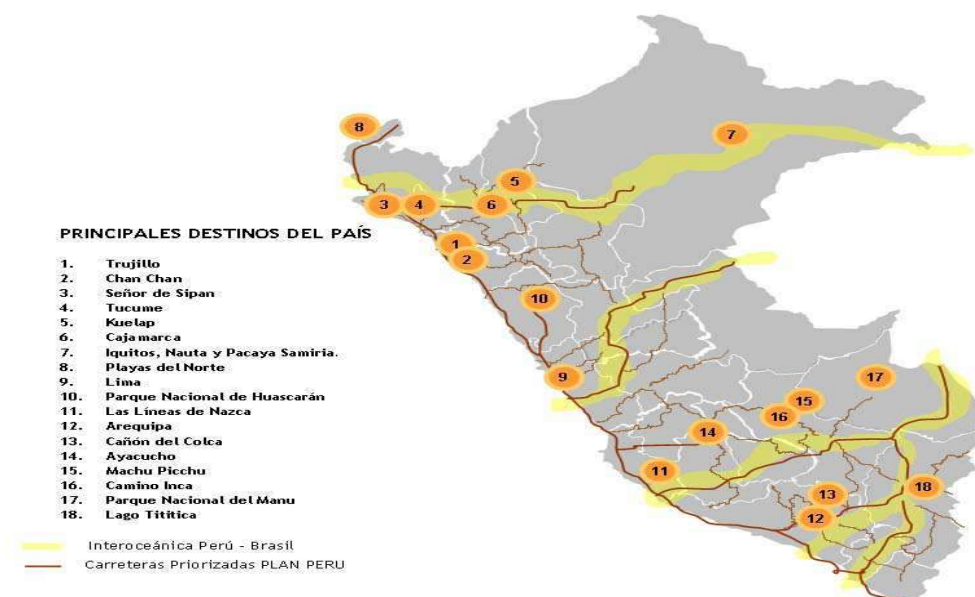 8
7
5
3
4
6
1
2
10
9
17
15
16
14
11
13
18
12
PRINCIPALES DESTINOS DEL PAÍS
1. Trujillo
2. Chan Chan
3. Señor de Sipan
4. Tucume
5. Kuelap
6. Cajamarca
7. Iquitos, Nauta y Pacaya Samiria.
8. Playas del Norte
9. Lima
10. Parque Nacional de Huascarán
11. Las Líneas de Nazca
12. Arequipa
13. Cañón del Colca
14. Ayacucho
15. Machu Picchu
16. Camino Inca
17. Parque Nacional del Manu
18. Lago Tititica
Interoceánica Perú - Brasil
Carreteras Priorizadas PLAN PERU